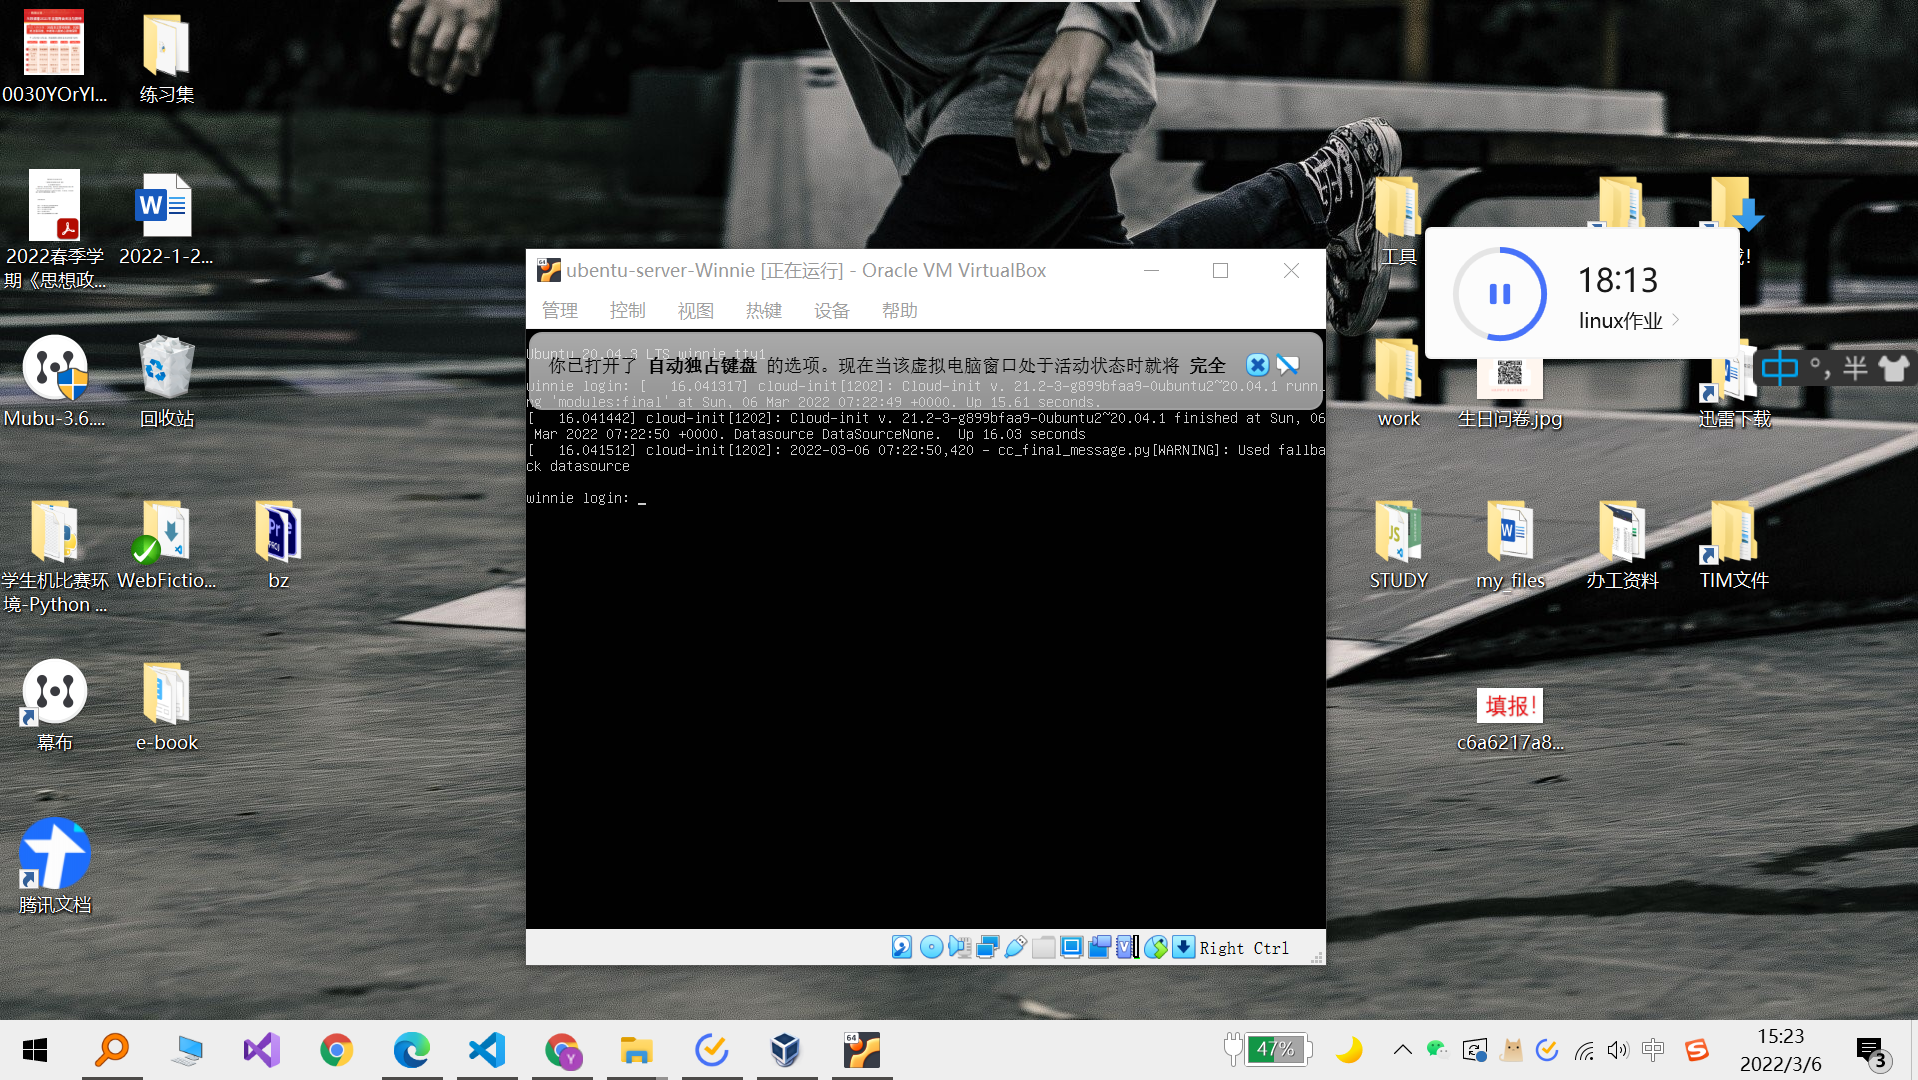 0030YOrYI...
练习集
2022春季学
期《思想政...
2022-1-2...
Mubu-3.6....
回收站
学生机比赛环
境-Python ...
WebFictio...
bz
幕布
e-book
腾讯文档
ubentu-server-Winnie [正在运行] - Oracle VM VirtualBox
管理 控制 视图 热键 设备 帮助
Ubuntu 20.04.3 LTS winnie tty1
你已打开了 自动独占键盘 的选项。现在当该虚拟电脑窗口处于活动状态时就将 完全
winnie login: [   16.041317] cloud-init[1202]: Cloud-init v. 21.2-3-g899bfaa9-0ubuntu2~20.04.1 runn
ng 'modules:final' at Sun, 06 Mar 2022 07:22:49 +0000. Up 15.61 seconds.
[   16.041442] cloud-init[1202]: Cloud-init v. 21.2-3-g899bfaa9-0ubuntu2~20.04.1 finished at Sun, 06
 Mar 2022 07:22:50 +0000. Datasource DataSourceNone.  Up 16.03 seconds
[   16.041512] cloud-init[1202]: 2022-03-06 07:22:50,420 - cc_final_message.py[WARNING]: Used fallba
ck datasource
winnie login: _
Right Ctrl
工具
18:13
linux作业
中 °, 半
work
生日问卷.jpg
迅雷下载
STUDY
my_files
办工资料
TIM文件
填报!
c6a6217a8...
47%
中
15:23
2022/3/6
3